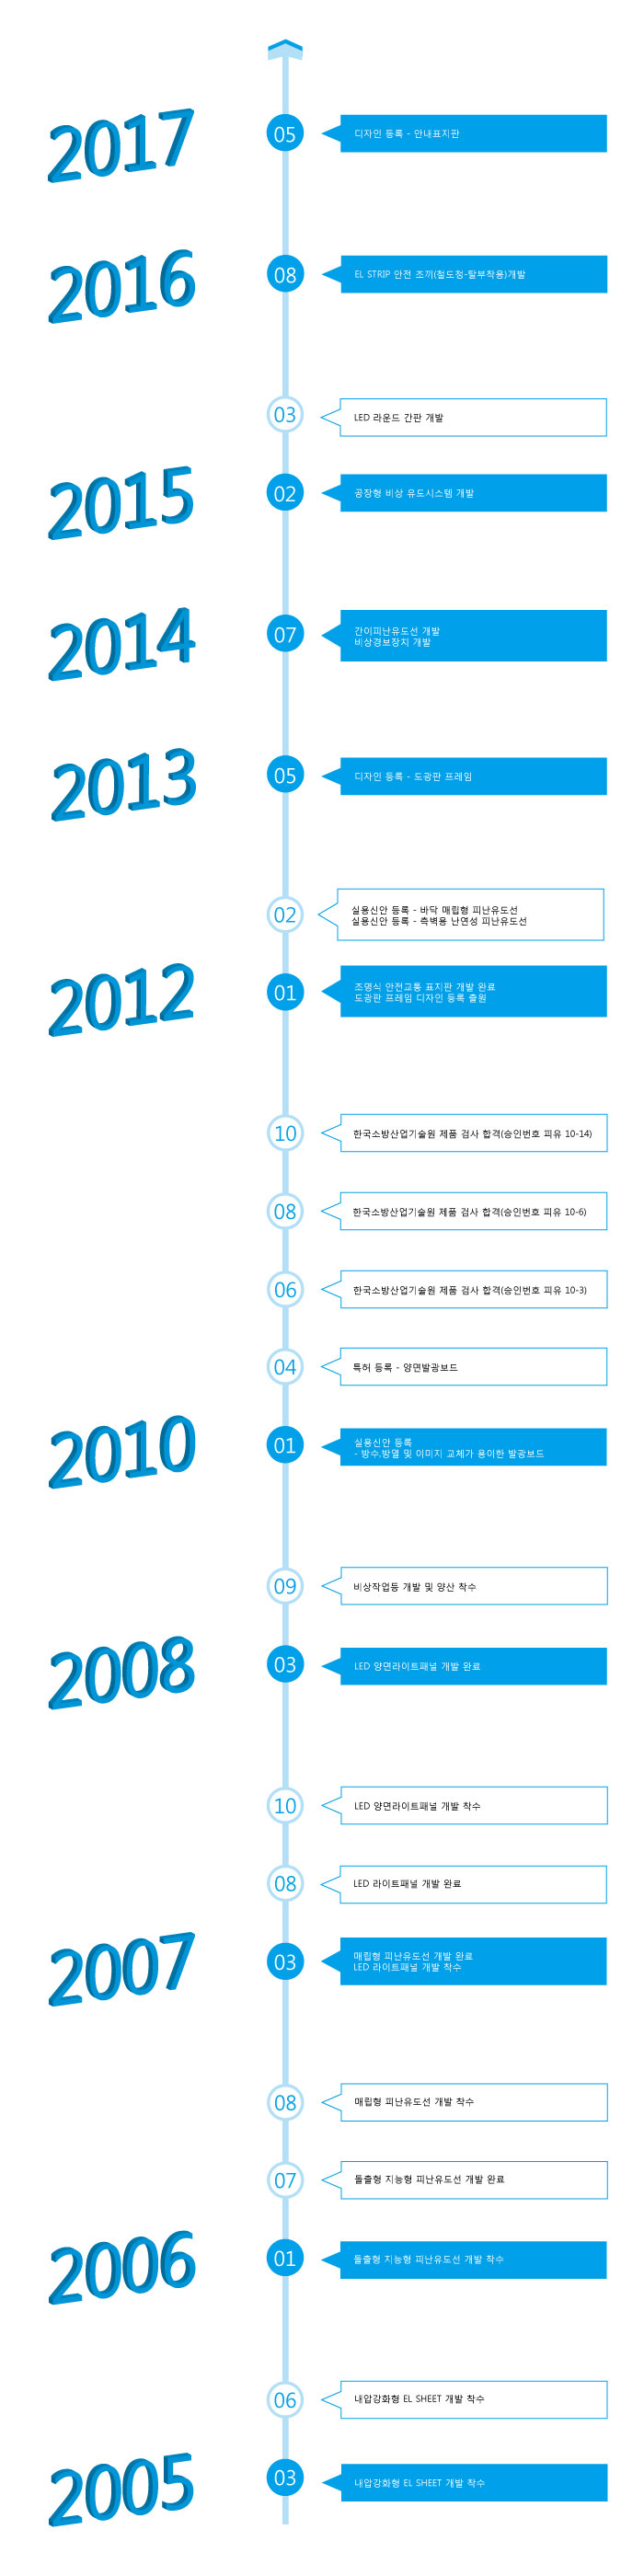 2017
05
디자인 등록 - 안내표지판
2016
08
EL STRIP 안전 조끼(철도청-탈부착용)개발
03
LED 라운드 간판 개발
2015
02
공장형 비상 유도시스템 개발
2014
07
간이피난유도선 개발
비상경보장치 개발
2013
05
디자인 등록 - 도광판 프레임
02
실용신안 등록 - 바닥 매립형 피난유도선
실용신안 등록 - 측벽용 난연성 피난유도선
2012
01
조명식 안전교통 표지판 개발 완료
도광판 프레임 디자인 등록 출원
10
한국소방산업기술원 제품 검사 합격(승인번호 피유 10-14)
08
한국소방산업기술원 제품 검사 합격(승인번호 피유 10-6)
06
한국소방산업기술원 제품 검사 합격(승인번호 피유 10-3)
04
특허 등록 - 양면발광보드
2010
01
실용신안 등록
- 방수,방열 및 이미지 교체가 용이한 발광보드
09
비상작업등 개발 및 양산 착수
2008
03
LED 양면라이트패널 개발 완료
10
LED 양면라이트패널 개발 착수
08
LED 라이트패널 개발 완료
2007
03
매립형 피난유도선 개발 완료
LED 라이트패널 개발 착수
08
매립형 피난유도선 개발 착수
07
돌출형 지능형 피난유도선 개발 완료
2006
01
돌출형 지능형 피난유도선 개발 착수
06
내압강화형 EL SHEET 개발 착수
2005
03
내압강화형 EL SHEET 개발 착수